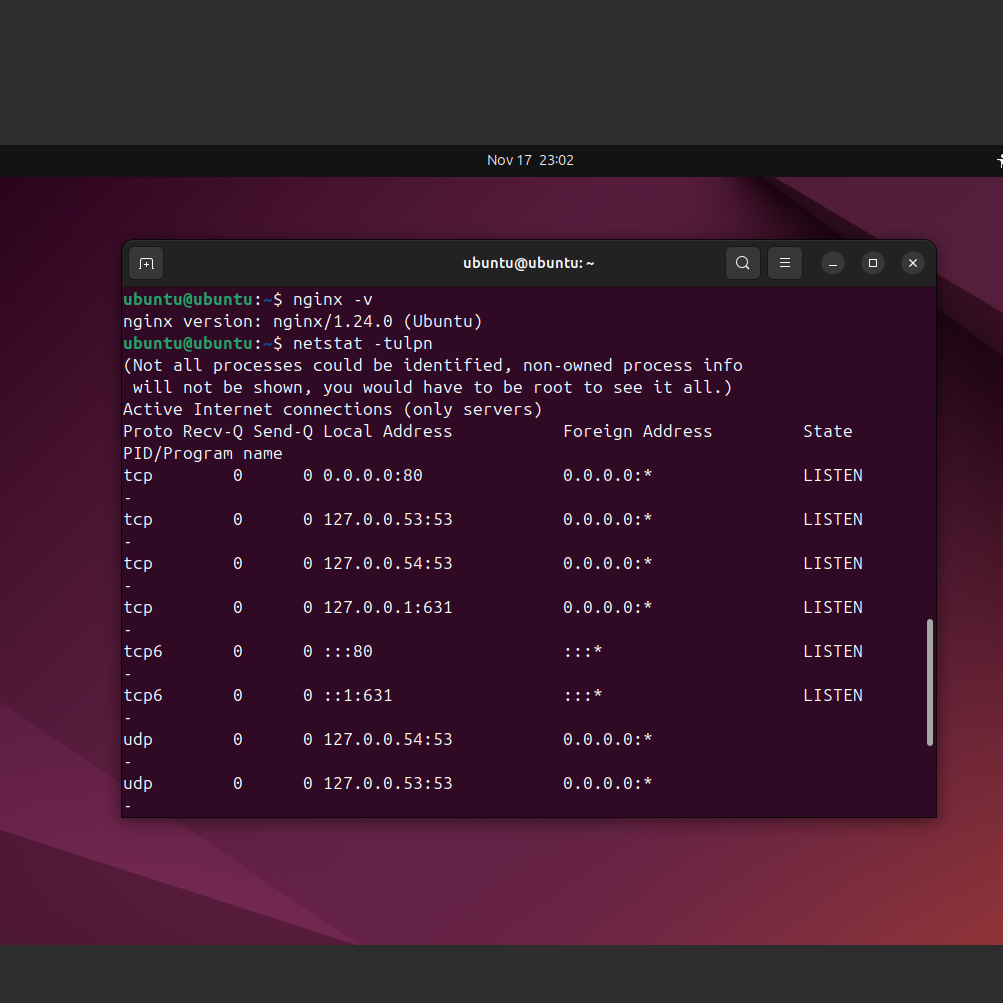 Nov 17 23:02
ubuntu@ubuntu: ~
ubuntu@ubuntu:~$ nginx -v
nginx version: nginx/1.24.0 (Ubuntu)
ubuntu@ubuntu:~$ netstat -tulpn
(Not all processes could be identified, non-owned process info
 will not be shown, you would have to be root to see it all.)
Active Internet connections (only servers)
Proto Recv-Q Send-Q Local Address           Foreign Address         State
PID/Program name
tcp        0      0 0.0.0.0:80              0.0.0.0:*               LISTEN
-
tcp        0      0 127.0.0.53:53           0.0.0.0:*               LISTEN
-
tcp        0      0 127.0.0.54:53           0.0.0.0:*               LISTEN
-
tcp        0      0 127.0.0.1:631           0.0.0.0:*               LISTEN
-
tcp6       0      0 :::80                   :::*                    LISTEN
-
tcp6       0      0 ::1:631                 :::*                    LISTEN
-
udp        0      0 127.0.0.54:53           0.0.0.0:*
-
udp        0      0 127.0.0.53:53           0.0.0.0:*
-